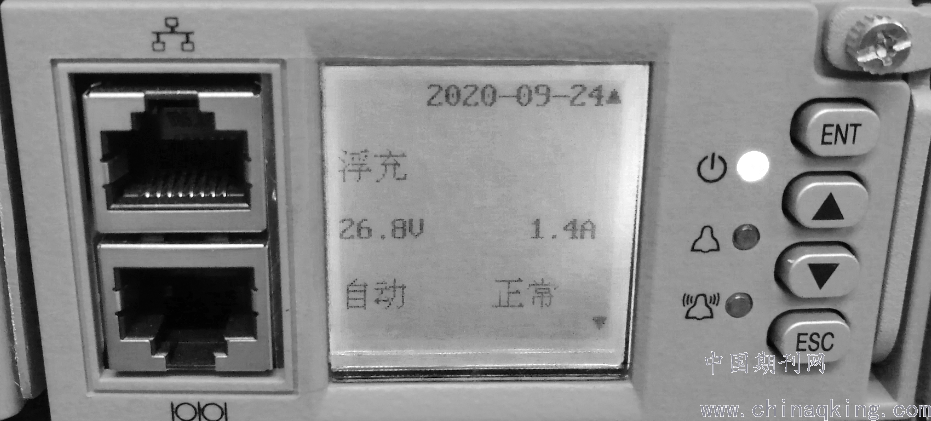 2020-09-24
浮充
26.8V 1.4A
自动 正常
ENT
ESC
|O|O|
中国期刊网
www.chinaqking.com